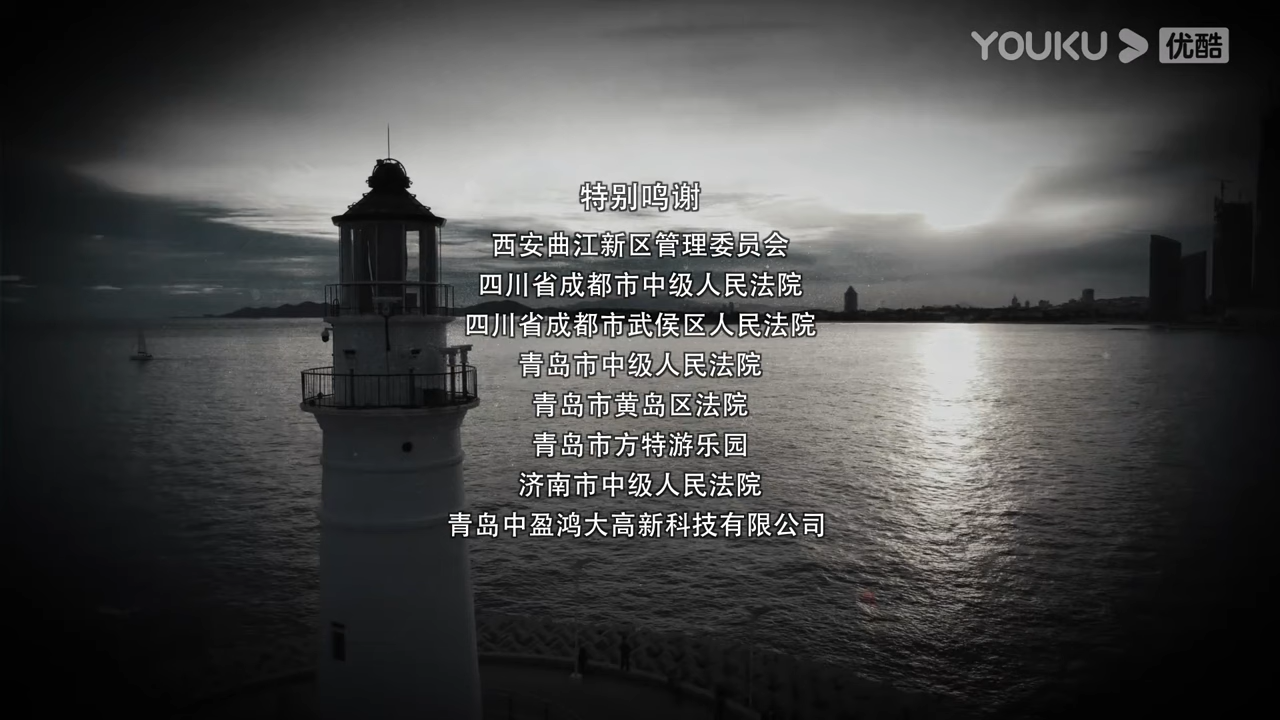 YOUKU 优酷
特别鸣谢
西安曲江新区管理委员会
四川省成都市中级人民法院
四川省成都市武侯区人民法院
青岛市中级人民法院
青岛市黄岛区法院
青岛市方特游乐园
济南市中级人民法院
青岛中盈鸿大高新科技有限公司